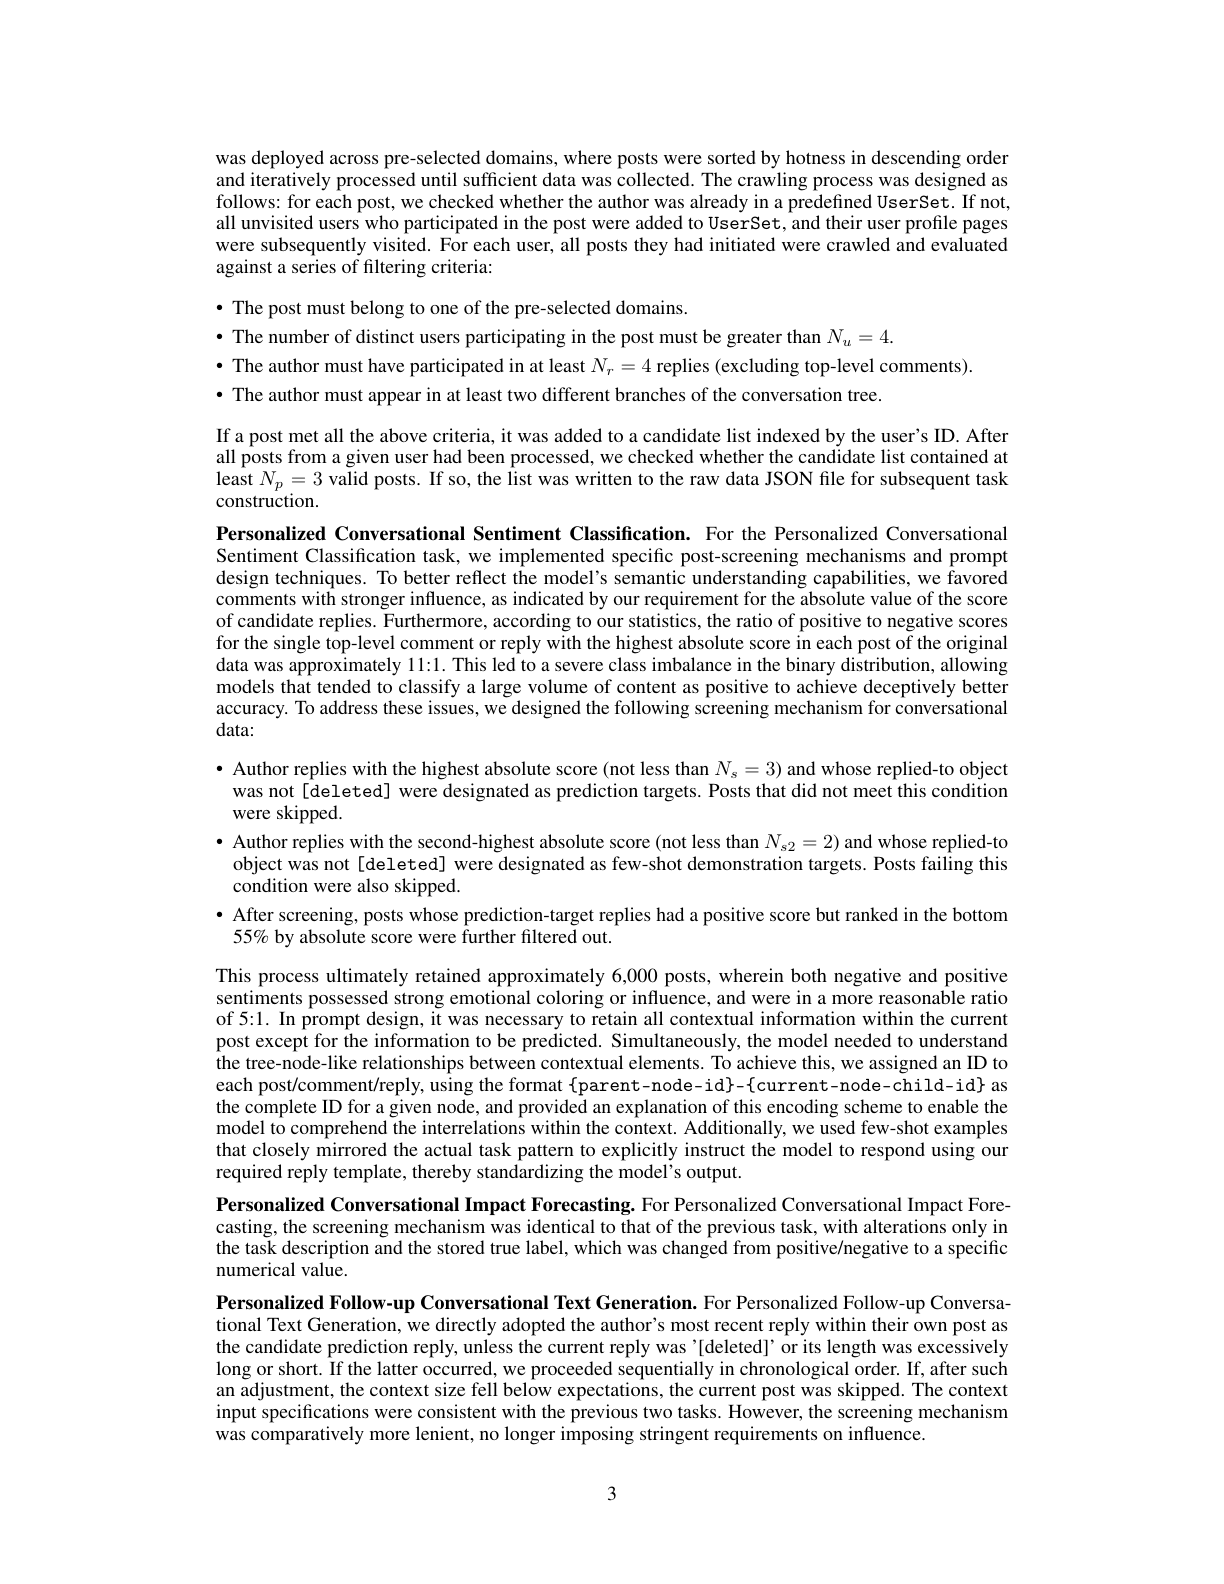 was deployed across pre-selected domains, where posts were sorted by hotness in descending order
and iteratively processed until sufficient data was collected. The crawling process was designed as
follows: for each post, we checked whether the author was already in a predefined UserSet. If not,
all unvisited users who participated in the post were added to UserSet, and their user profile pages
were subsequently visited. For each user, all posts they had initiated were crawled and evaluated
against a series of filtering criteria:
• The post must belong to one of the pre-selected domains.
• The number of distinct users participating in the post must be greater than N_u = 4.
• The author must have participated in at least N_r = 4 replies (excluding top-level comments).
• The author must appear in at least two different branches of the conversation tree.
If a post met all the above criteria, it was added to a candidate list indexed by the user's ID. After
all posts from a given user had been processed, we checked whether the candidate list contained at
least N_p = 3 valid posts. If so, the list was written to the raw data JSON file for subsequent task
construction.
Personalized Conversational Sentiment Classification. For the Personalized Conversational
Sentiment Classification task, we implemented specific post-screening mechanisms and prompt
design techniques. To better reflect the model's semantic understanding capabilities, we favored
comments with stronger influence, as indicated by our requirement for the absolute value of the score
of candidate replies. Furthermore, according to our statistics, the ratio of positive to negative scores
for the single top-level comment or reply with the highest absolute score in each post of the original
data was approximately 11:1. This led to a severe class imbalance in the binary distribution, allowing
models that tended to classify a large volume of content as positive to achieve deceptively better
accuracy. To address these issues, we designed the following screening mechanism for conversational
data:
• Author replies with the highest absolute score (not less than N_s = 3) and whose replied-to object
was not [deleted] were designated as prediction targets. Posts that did not meet this condition
were skipped.
• Author replies with the second-highest absolute score (not less than N_{s2} = 2) and whose replied-to
object was not [deleted] were designated as few-shot demonstration targets. Posts failing this
condition were also skipped.
• After screening, posts whose prediction-target replies had a positive score but ranked in the bottom
55% by absolute score were further filtered out.
This process ultimately retained approximately 6,000 posts, wherein both negative and positive
sentiments possessed strong emotional coloring or influence, and were in a more reasonable ratio
of 5:1. In prompt design, it was necessary to retain all contextual information within the current
post except for the information to be predicted. Simultaneously, the model needed to understand
the tree-node-like relationships between contextual elements. To achieve this, we assigned an ID to
each post/comment/reply, using the format {parent-node-id}-{current-node-child-id} as
the complete ID for a given node, and provided an explanation of this encoding scheme to enable the
model to comprehend the interrelations within the context. Additionally, we used few-shot examples
that closely mirrored the actual task pattern to explicitly instruct the model to respond using our
required reply template, thereby standardizing the model's output.
Personalized Conversational Impact Forecasting. For Personalized Conversational Impact Fore-
casting, the screening mechanism was identical to that of the previous task, with alterations only in
the task description and the stored true label, which was changed from positive/negative to a specific
numerical value.
Personalized Follow-up Conversational Text Generation. For Personalized Follow-up Conversa-
tional Text Generation, we directly adopted the author's most recent reply within their own post as
the candidate prediction reply, unless the current reply was '[deleted]' or its length was excessively
long or short. If the latter occurred, we proceeded sequentially in chronological order. If, after such
an adjustment, the context size fell below expectations, the current post was skipped. The context
input specifications were consistent with the previous two tasks. However, the screening mechanism
was comparatively more lenient, no longer imposing stringent requirements on influence.
3